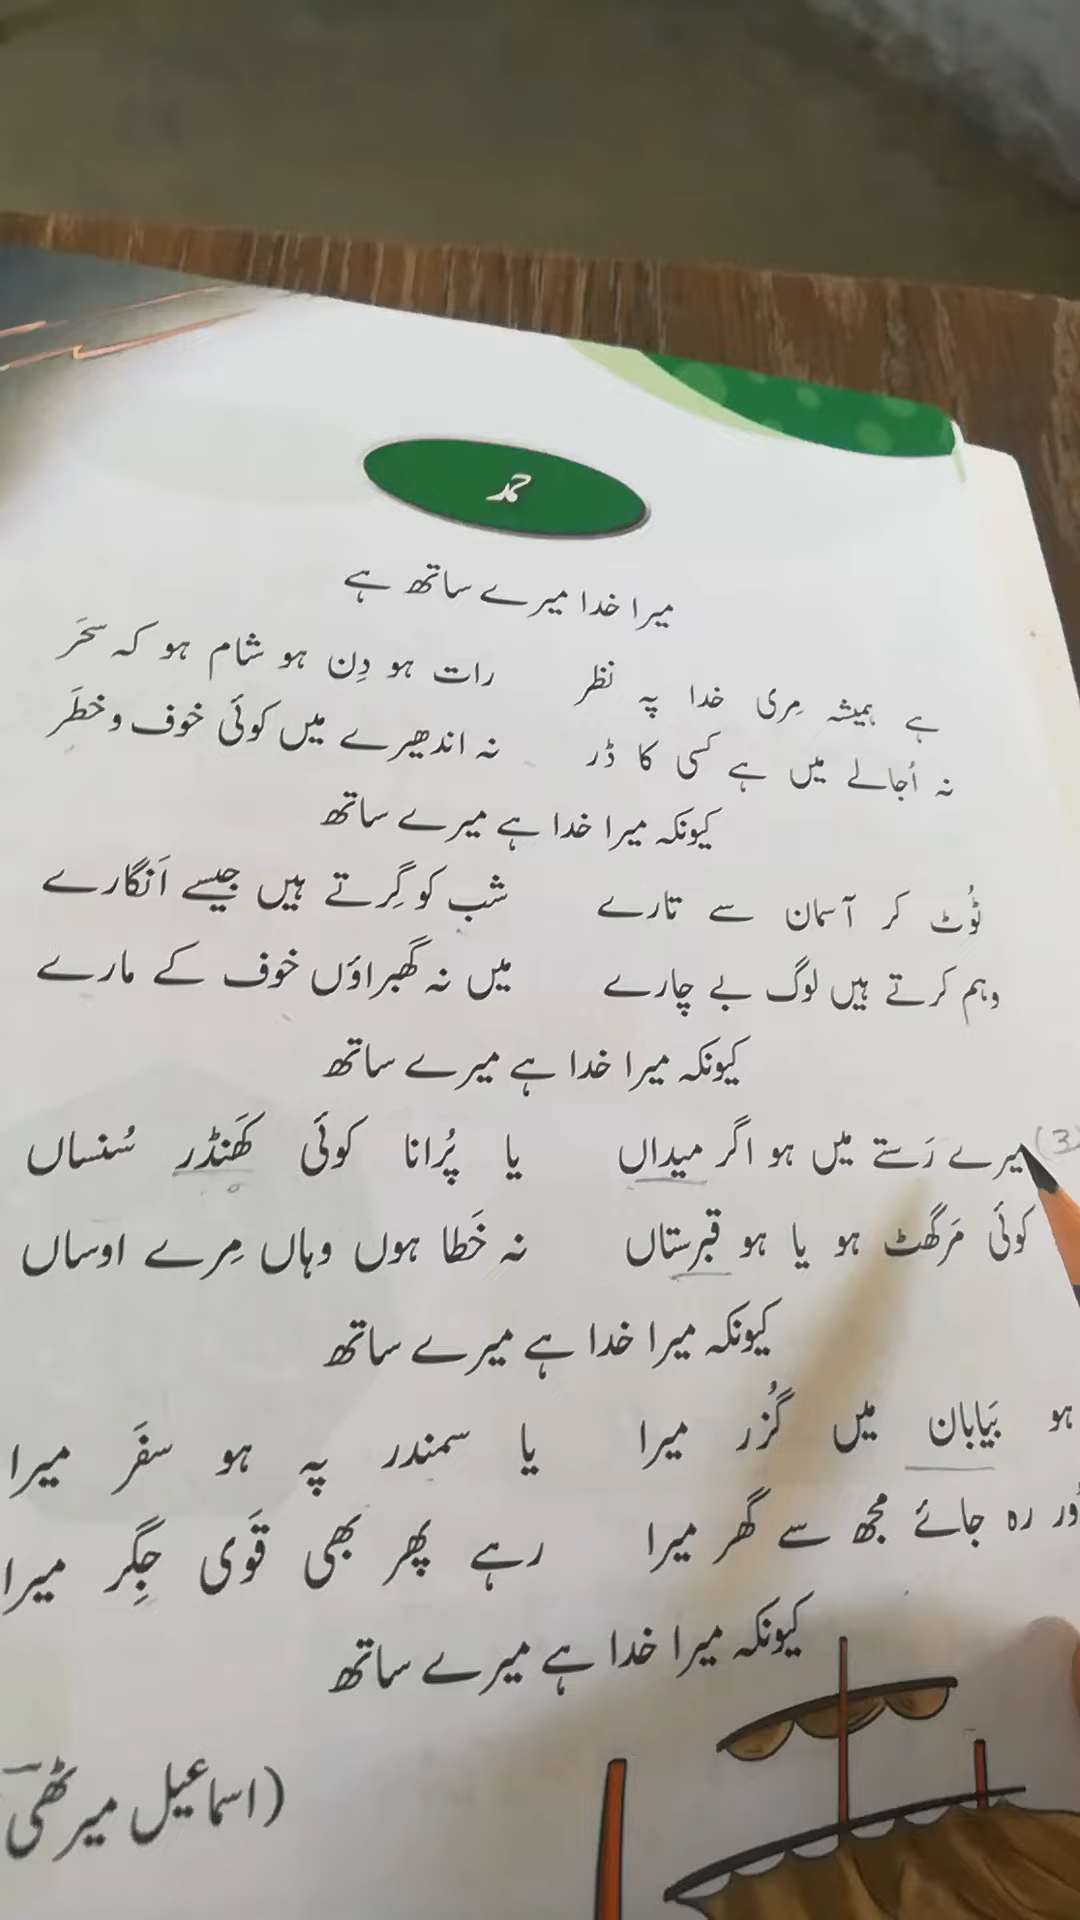 حمد
میرا خدا میرے ساتھ ہے
ہے ہمیشہ مِری خدا پہ نظر رات ہو دِن ہو شام ہو کہ سَحَر
نہ اُجالے میں ہے کسی کا ڈر نہ اندھیرے میں کوئی خوف و خطَر
کیونکہ میرا خدا ہے میرے ساتھ
ٹُوٹ کر آسمان سے تارے شب کو گِرتے ہیں جیسے اَنگارے
وہم کرتے ہیں لوگ بے چارے میں نہ گھبراؤں خوف کے مارے
کیونکہ میرا خدا ہے میرے ساتھ
(3) میرے رَستے میں ہو اگر میداں یا پُرانا کوئی کھَنڈر سُنساں
کوئی مَرگھٹ ہو یا ہو قبرستاں نہ خَطا ہوں وہاں مِرے اوساں
کیونکہ میرا خدا ہے میرے ساتھ
ہو بَیابان میں گُزر میرا یا سمندر پہ ہو سفَر میرا
دُور رہ جائے مجھ سے گھر میرا رہے پھر بھی قَوی جِگر میرا
کیونکہ میرا خدا ہے میرے ساتھ
(اسماعیل میرٹھی